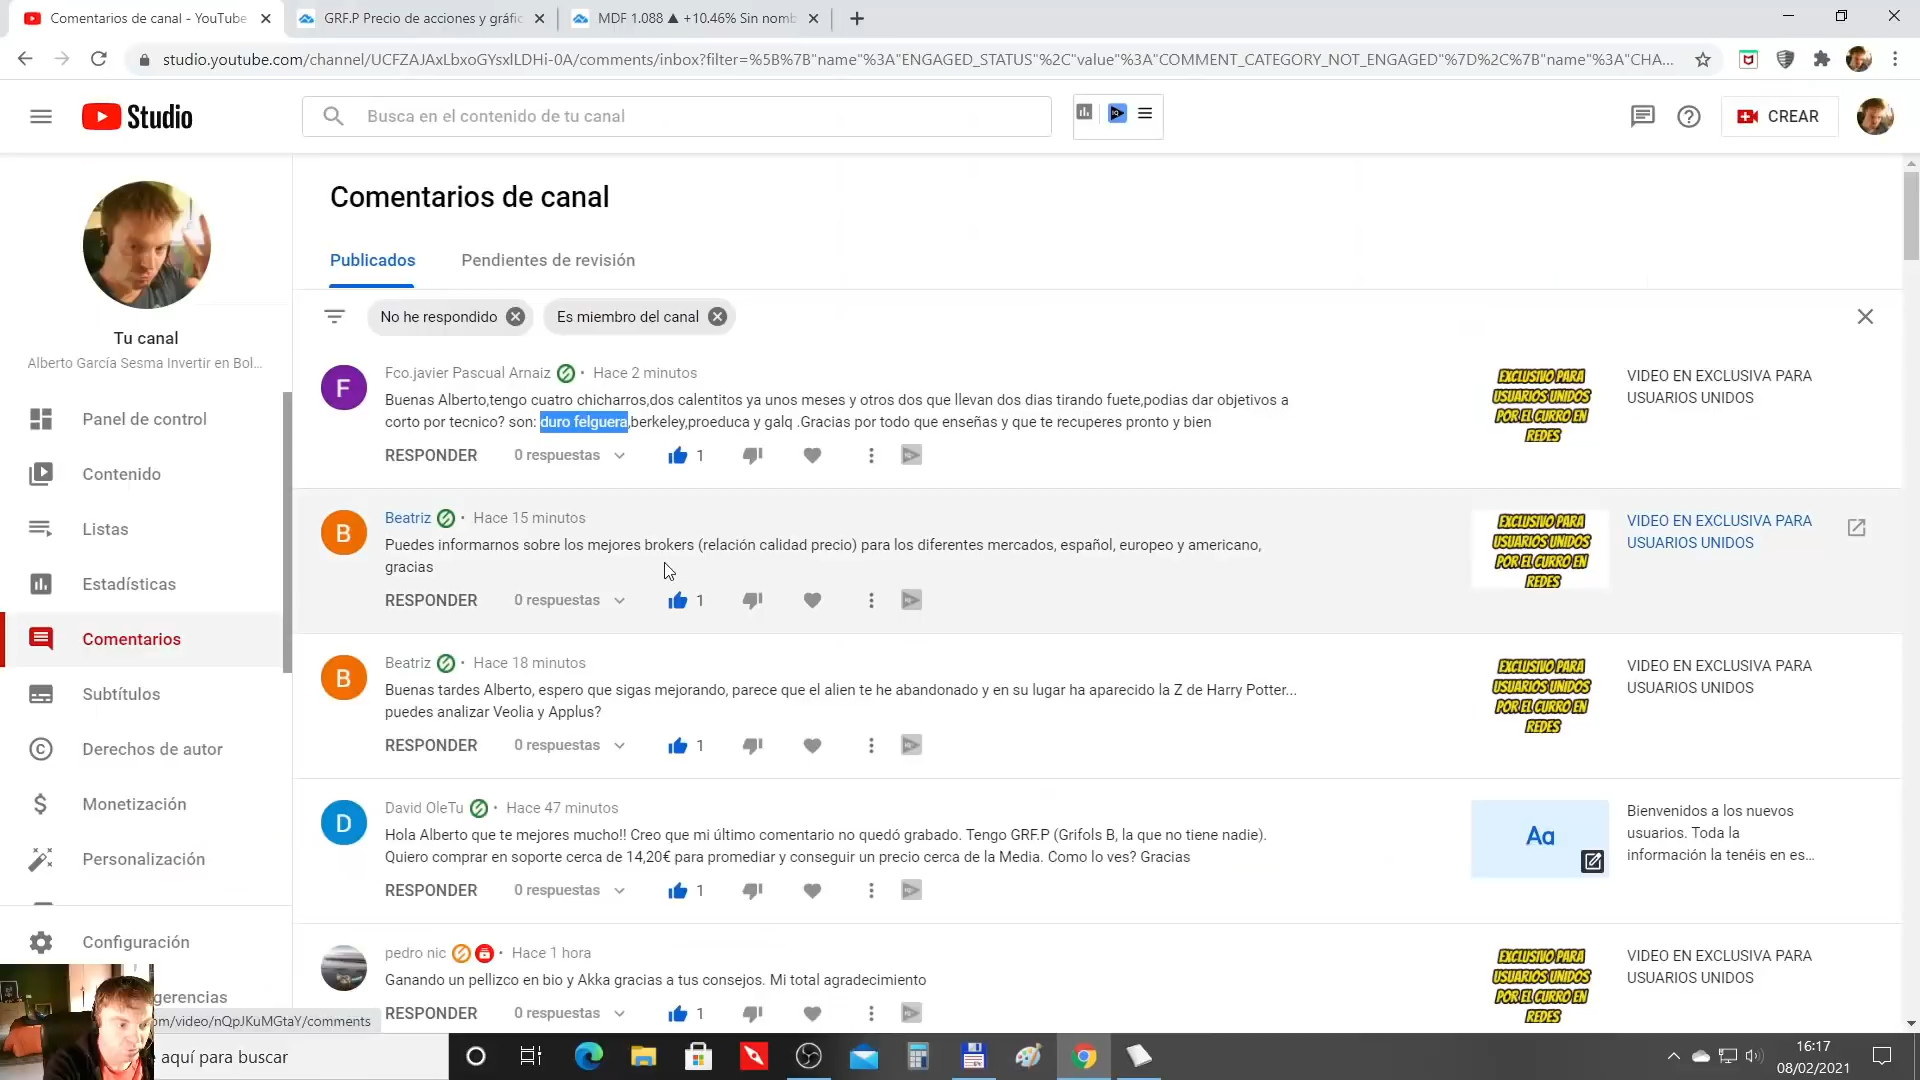 Comentarios de canal - YouTube
GRF.P Precio de acciones y gráfic
MDF 1.088 ▲ +10.46% Sin nomb
studio.youtube.com/channel/UCFZAJAxLbxoGYsxlLDHi-0A/comments/inbox?filter=%5B%7B"name"%3A"ENGAGED_STATUS"%2C"value"%3A"COMMENT_CATEGORY_NOT_ENGAGED"%7D%2C%7B"name"%3A"CHA...
Studio
Busca en el contenido de tu canal
CREAR
Tu canal
Alberto García Sesma Invertir en Bol...
Panel de control
Contenido
Listas
Estadísticas
Comentarios
Subtítulos
Derechos de autor
Monetización
Personalización
Configuración
gerencias
om/video/nQpJKuMGtaY/comments
Comentarios de canal
Publicados
Pendientes de revisión
No he respondido
Es miembro del canal
Fco.javier Pascual Arnaiz • Hace 2 minutos
Buenas Alberto,tengo cuatro chicharros,dos calentitos ya unos meses y otros dos que llevan dos dias tirando fuete,podias dar objetivos a
corto por tecnico? son: duro felguera,berkeley,proeduca y galq .Gracias por todo que enseñas y que te recuperes pronto y bien
RESPONDER 0 respuestas 1
EXCLUSIVO PARA
USUARIOS UNIDOS
POR EL CURRO EN
REDES
VIDEO EN EXCLUSIVA PARA
USUARIOS UNIDOS
B
Beatriz • Hace 15 minutos
Puedes informarnos sobre los mejores brokers (relación calidad precio) para los diferentes mercados, español, europeo y americano,
gracias
RESPONDER 0 respuestas 1
EXCLUSIVO PARA
USUARIOS UNIDOS
POR EL CURRO EN
REDES
VIDEO EN EXCLUSIVA PARA
USUARIOS UNIDOS
B
Beatriz • Hace 18 minutos
Buenas tardes Alberto, espero que sigas mejorando, parece que el alien te he abandonado y en su lugar ha aparecido la Z de Harry Potter...
puedes analizar Veolia y Applus?
RESPONDER 0 respuestas 1
EXCLUSIVO PARA
USUARIOS UNIDOS
POR EL CURRO EN
REDES
VIDEO EN EXCLUSIVA PARA
USUARIOS UNIDOS
D
David OleTu • Hace 47 minutos
Hola Alberto que te mejores mucho!! Creo que mi último comentario no quedó grabado. Tengo GRF.P (Grifols B, la que no tiene nadie).
Quiero comprar en soporte cerca de 14,20€ para promediar y conseguir un precio cerca de la Media. Como lo ves? Gracias
RESPONDER 0 respuestas 1
Aa
Bienvenidos a los nuevos
usuarios. Toda la
información la tenéis en es...
pedro nic • Hace 1 hora
Ganando un pellizco en bio y Akka gracias a tus consejos. Mi total agradecimiento
RESPONDER 0 respuestas 1
EXCLUSIVO PARA
USUARIOS UNIDOS
POR EL CURRO EN
REDES
VIDEO EN EXCLUSIVA PARA
USUARIOS UNIDOS
F
aquí para buscar
16:17
08/02/2021